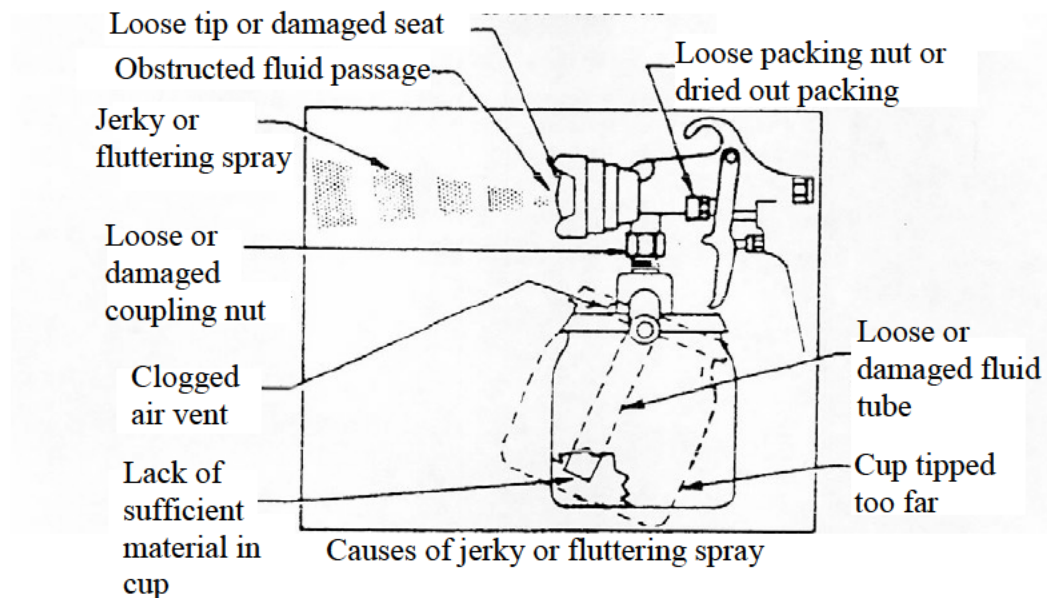 Loose tip or damaged seat
Obstructed fluid passage
Jerky or
fluttering spray
Loose or
damaged
coupling nut
Clogged
air vent
Lack of
sufficient
material in
cup
Loose packing nut or
dried out packing
Loose or
damaged fluid
tube
Cup tipped
too far
Causes of jerky or fluttering spray